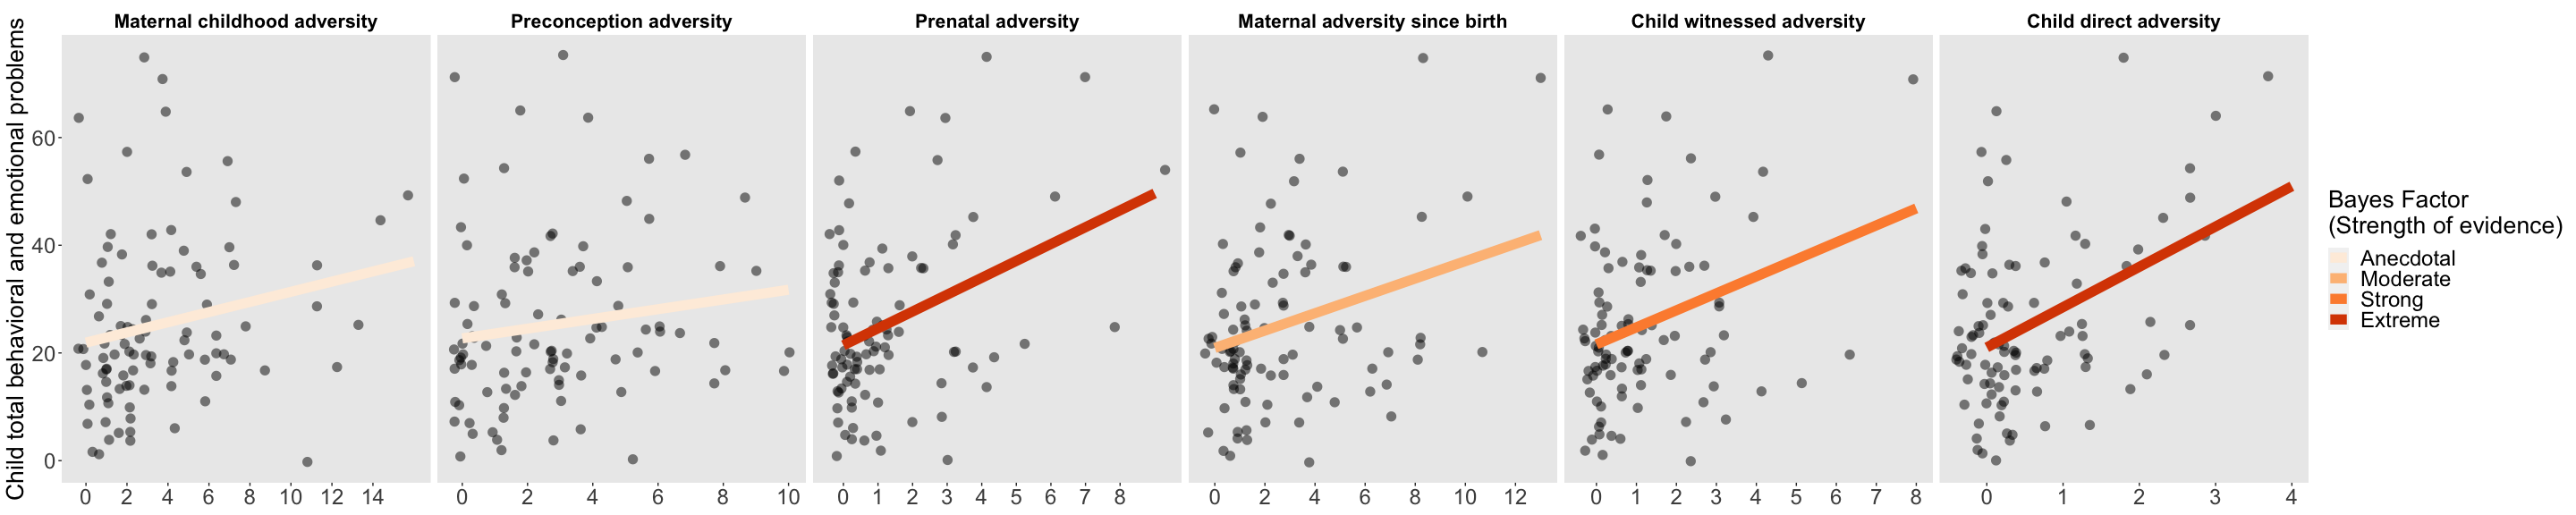 Maternal childhood adversity
Preconception adversity
Prenatal adversity
Maternal adversity since birth
Child witnessed adversity
Child direct adversity
Child total behavioral and emotional problems
60
40
20
0
0 2 4 6 8 10 12 14
0 2 4 6 8 10
0 1 2 3 4 5 6 7 8
0 2 4 6 8 10 12
0 1 2 3 4 5 6 7 8
0 1 2 3 4
Bayes Factor
(Strength of evidence)
Anecdotal
Moderate
Strong
Extreme